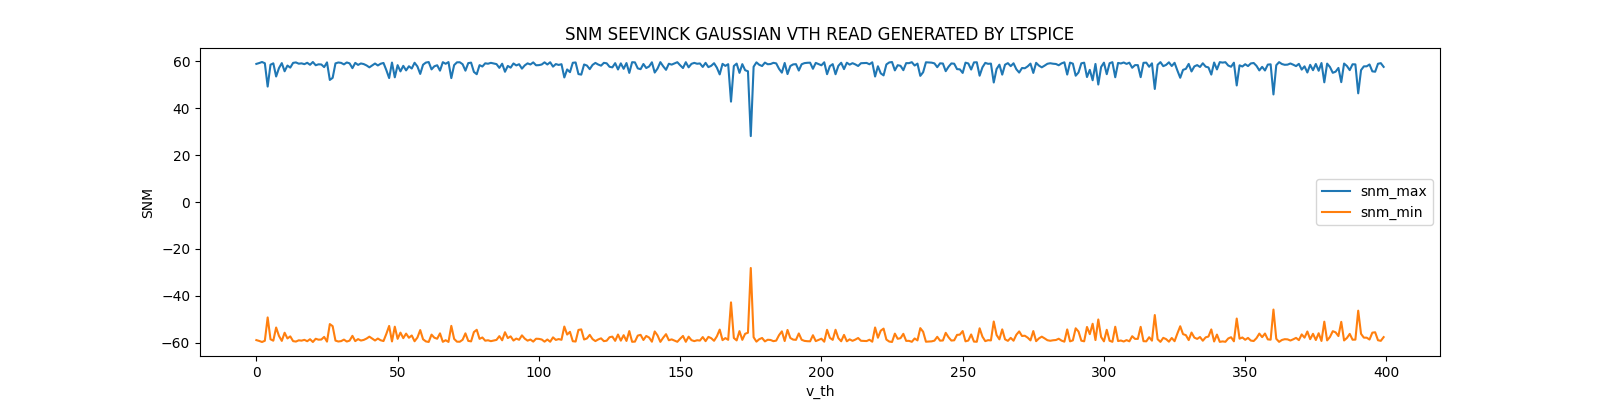 SNM SEEVINCK GAUSSIAN VTH READ GENERATED BY LTSPICE
60
40
20
0
−20
−40
−60
SNM
snm_max
snm_min
0 50 100 150 200 250 300 350 400
v_th